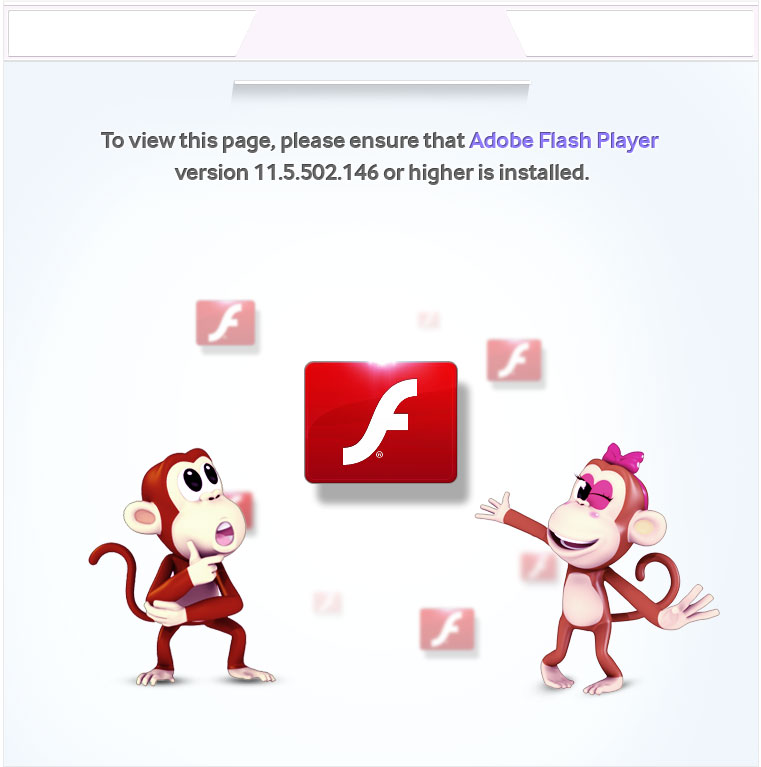 To view this page, please ensure that Adobe Flash Player
version 11.5.502.146 or higher is installed.